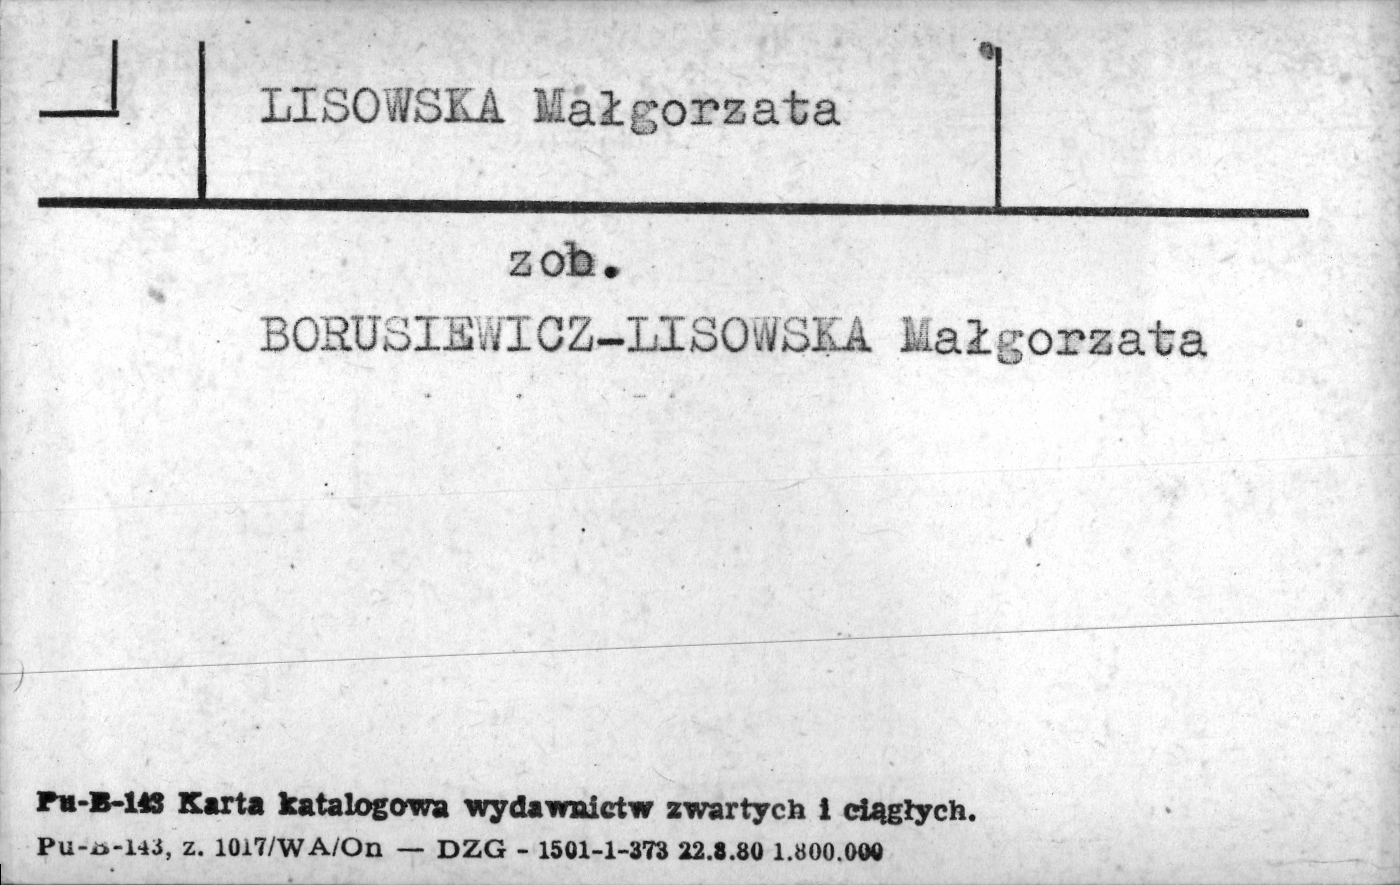 LISOWSKA Małgorzata
zob.
BORUSIEWICZ-LISOWSKA Małgorzata
Pu-B-143 Karta katalogowa wydawnictw zwartych i ciągłych.
Pu-B-143, z. 1017/WA/On — DZG - 1501-1-373 22.8.80 1.800.000